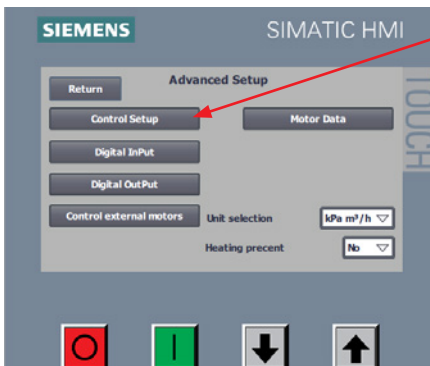 SIEMENS SIMATIC HMI
Advanced Setup
Return
Control Setup Motor Data
Digital InPut
Digital OutPut
Control external motors Unit selection kPa m³/h
Heating precent No
TOUCH